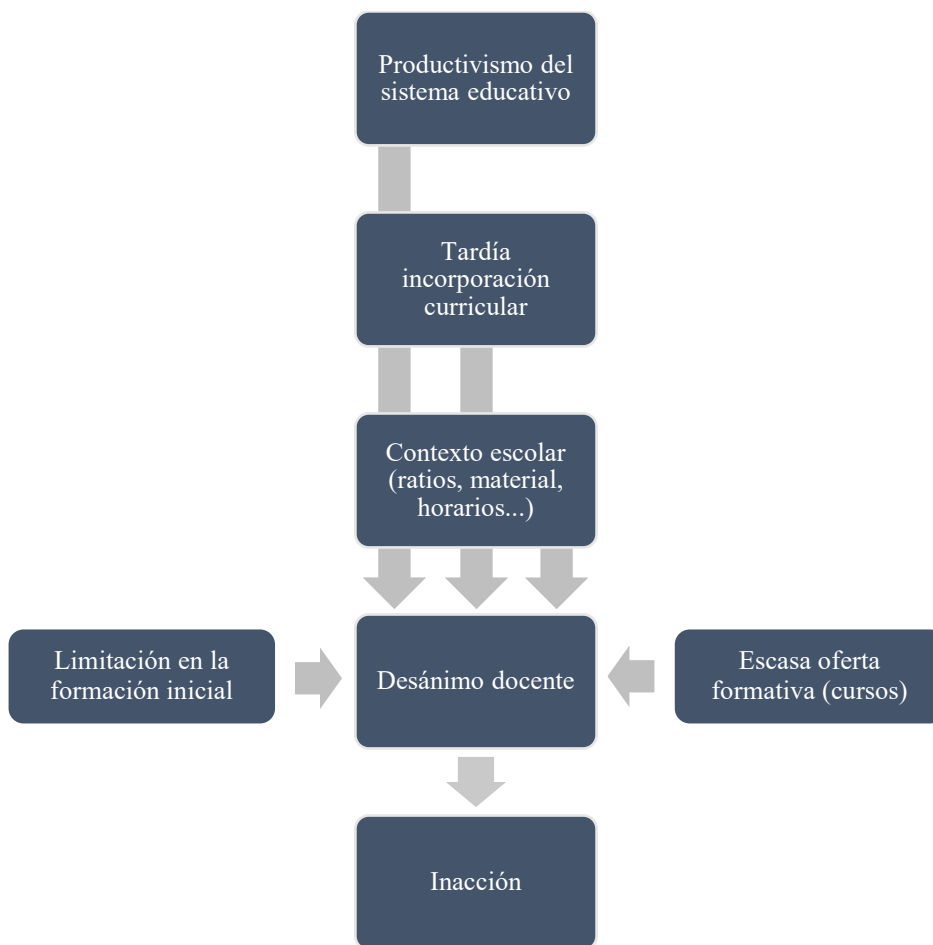 Productivismo del
sistema educativo
Tardía
incorporación
curricular
Contexto escolar
(ratios, material,
horarios...)
Limitación en la
formación inicial
Desánimo docente
Escasa oferta
formativa (cursos)
Inacción